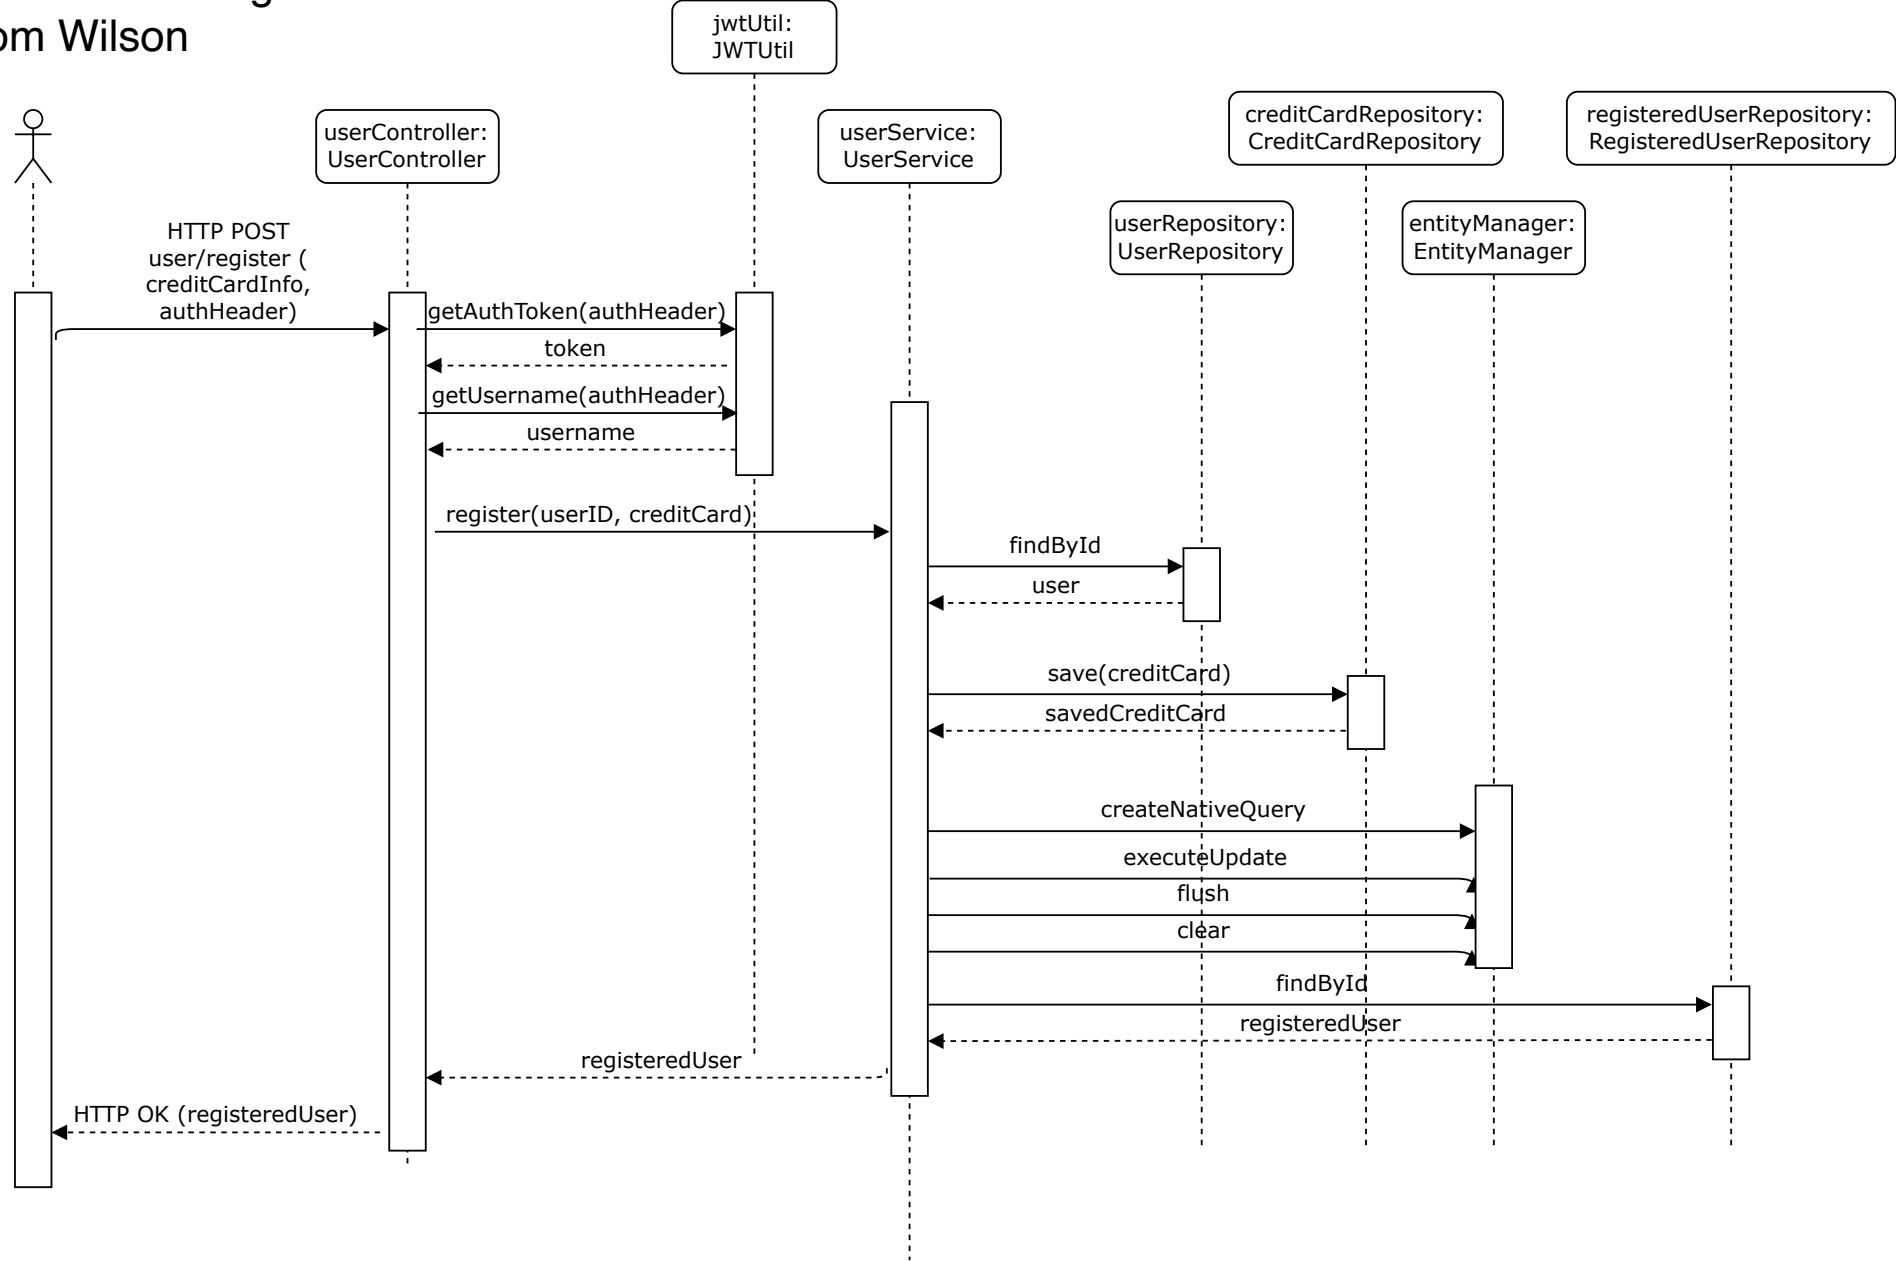 Wilson
jwtUtil:
JWTUtil
userController:
UserController
userService:
UserService
creditCardRepository:
CreditCardRepository
registeredUserRepository:
RegisteredUserRepository
userRepository:
UserRepository
entityManager:
EntityManager
HTTP POST
user/register (
creditCardInfo,
authHeader)
getAuthToken(authHeader)
token
getUsername(authHeader)
username
register(userID, creditCard)
findById
user
save(creditCard)
savedCreditCard
createNativeQuery
executeUpdate
flush
clear
findById
registeredUser
registeredUser
HTTP OK (registeredUser)